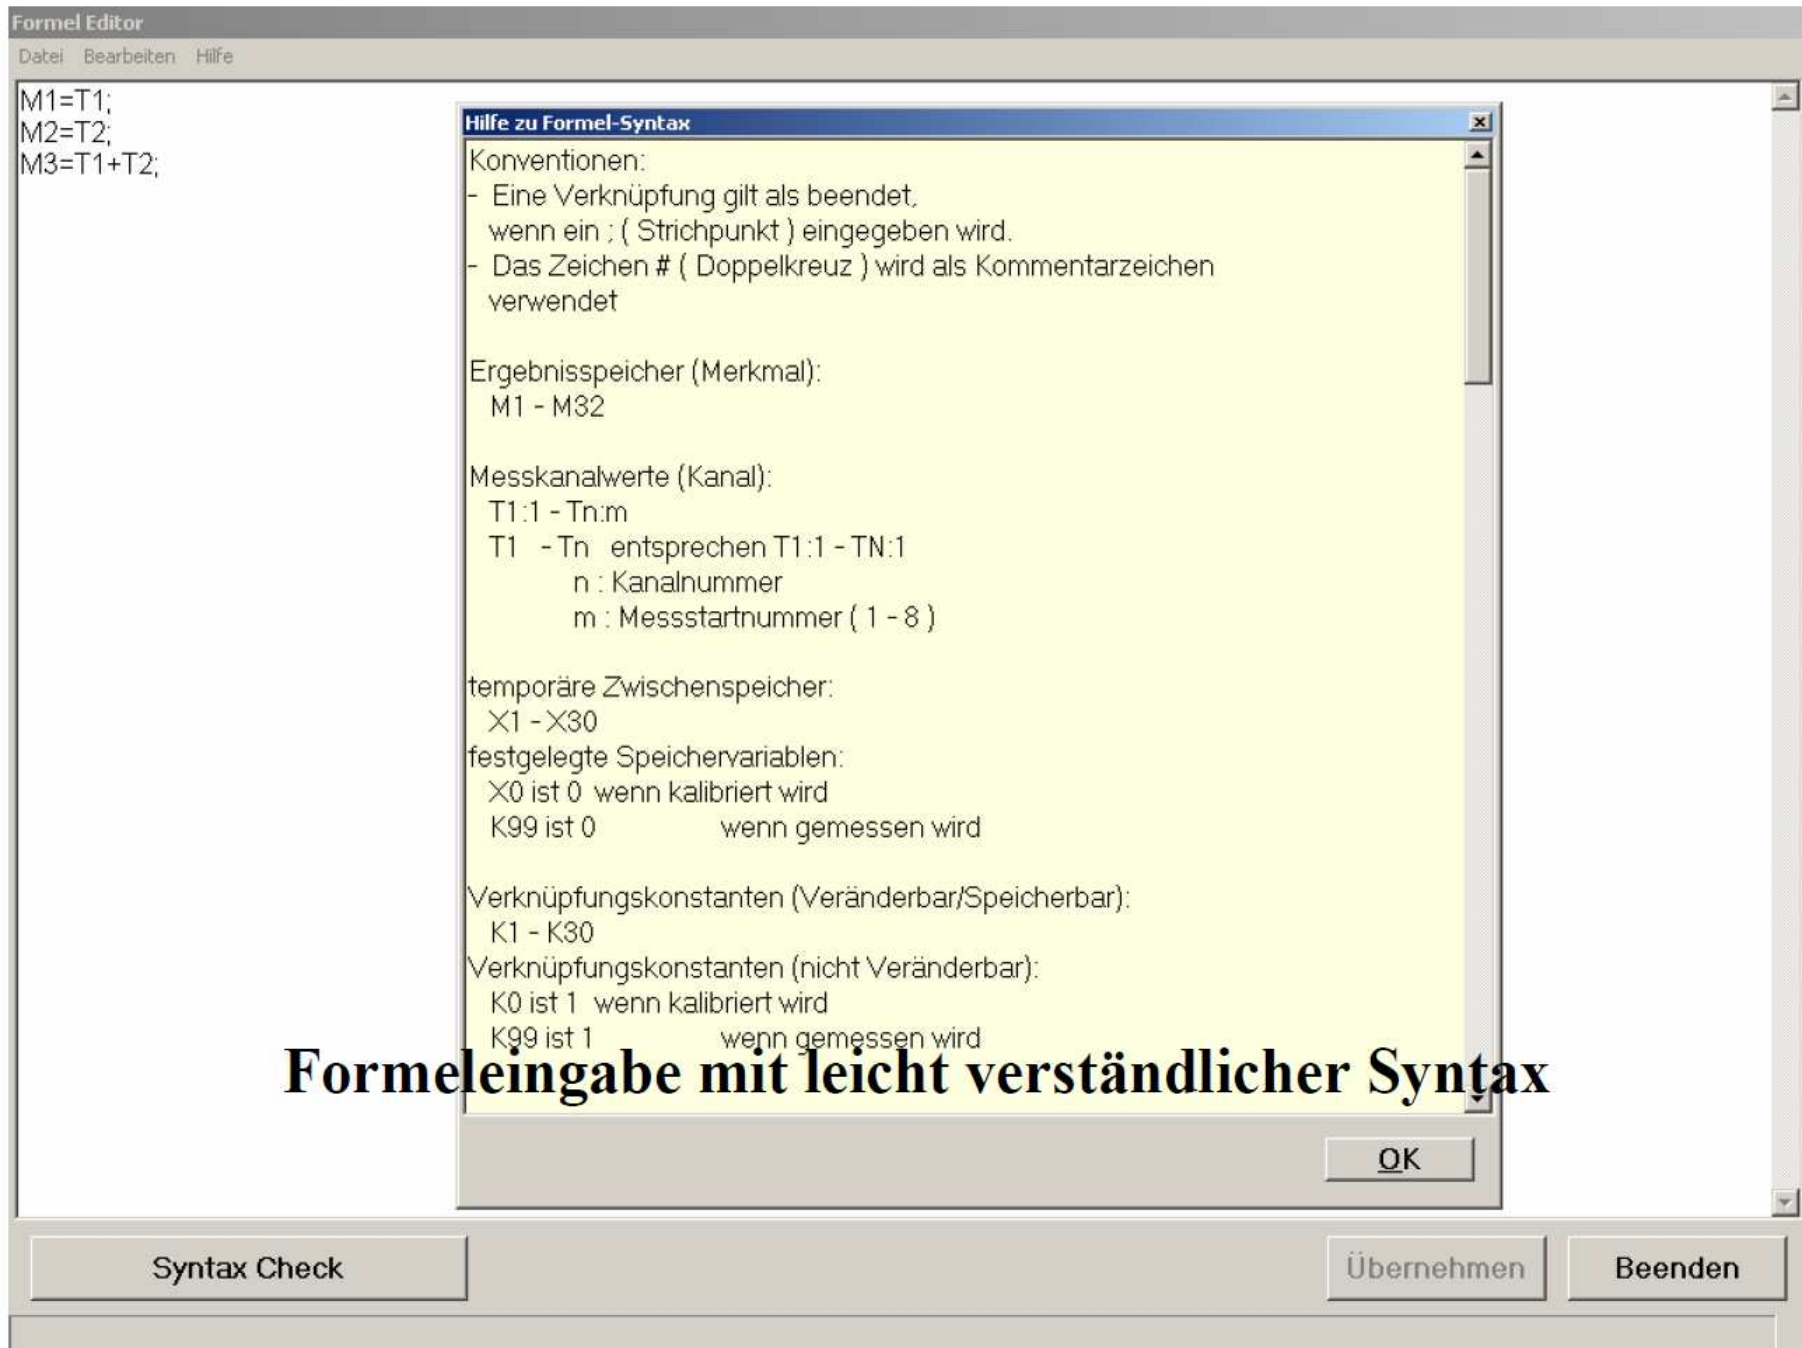 Formel Editor
Datei Bearbeiten Hilfe
M1=T1;
M2=T2;
M3=T1+T2;
Hilfe zu Formel-Syntax
Konventionen:
- Eine Verknüpfung gilt als beendet,
wenn ein ; ( Strichpunkt ) eingegeben wird.
- Das Zeichen # ( Doppelkreuz ) wird als Kommentarzeichen
verwendet
Ergebnisspeicher (Merkmal):
M1 - M32
Messkanalwerte (Kanal):
T1:1 - Tn:m
T1 - Tn entsprechen T1:1 - TN:1
n : Kanalnummer
m : Messstartnummer ( 1 - 8 )
temporäre Zwischenspeicher:
X1 - X30
festgelegte Speichervariablen:
X0 ist 0 wenn kalibriert wird
K99 ist 0 wenn gemessen wird
Verknüpfungskonstanten (Veränderbar/Speicherbar):
K1 - K30
Verknüpfungskonstanten (nicht Veränderbar):
K0 ist 1 wenn kalibriert wird
K99 ist 1 wenn gemessen wird
Formeleingabe mit leicht verständlicher Syntax
OK
Syntax Check
Übernehmen
Beenden